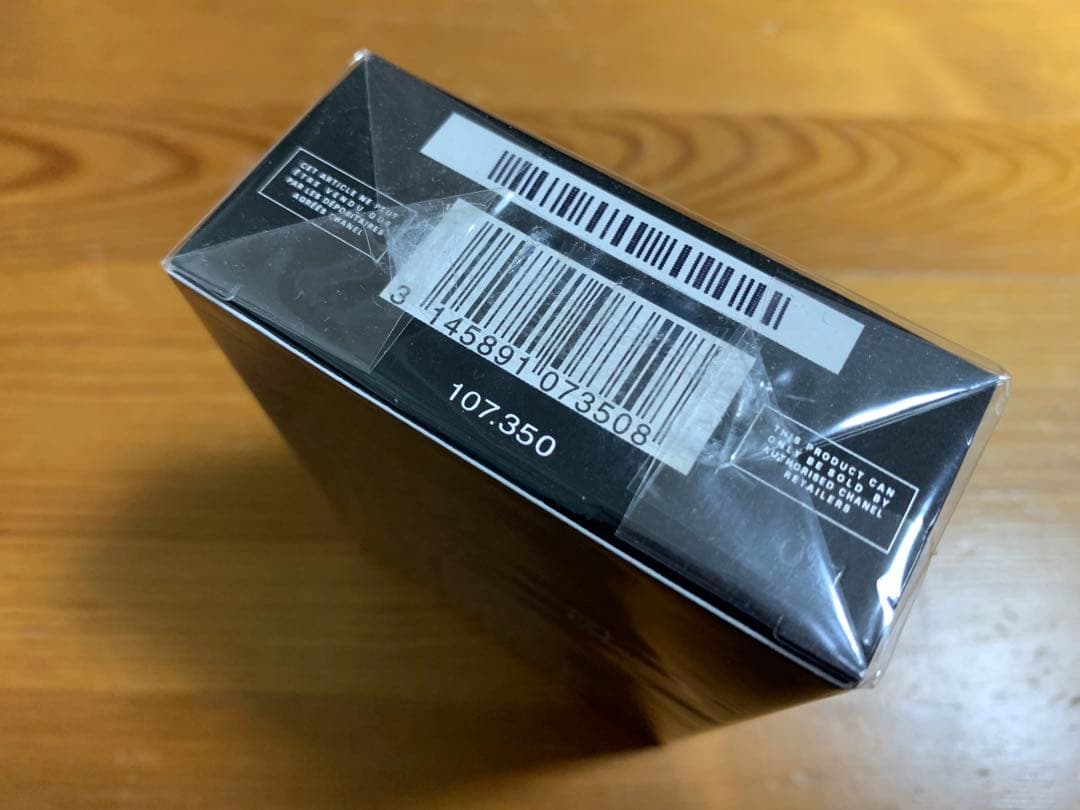 CET ARTICLE NE PEUT
ÊTRE VENDU QUE
PAR LES DÉPOSITAIRES
AGRÉÉS CHANEL
3 145891 073508
107.350
THIS PRODUCT CAN
ONLY BE SOLD BY
AUTHORISED CHANEL
RETAILERS